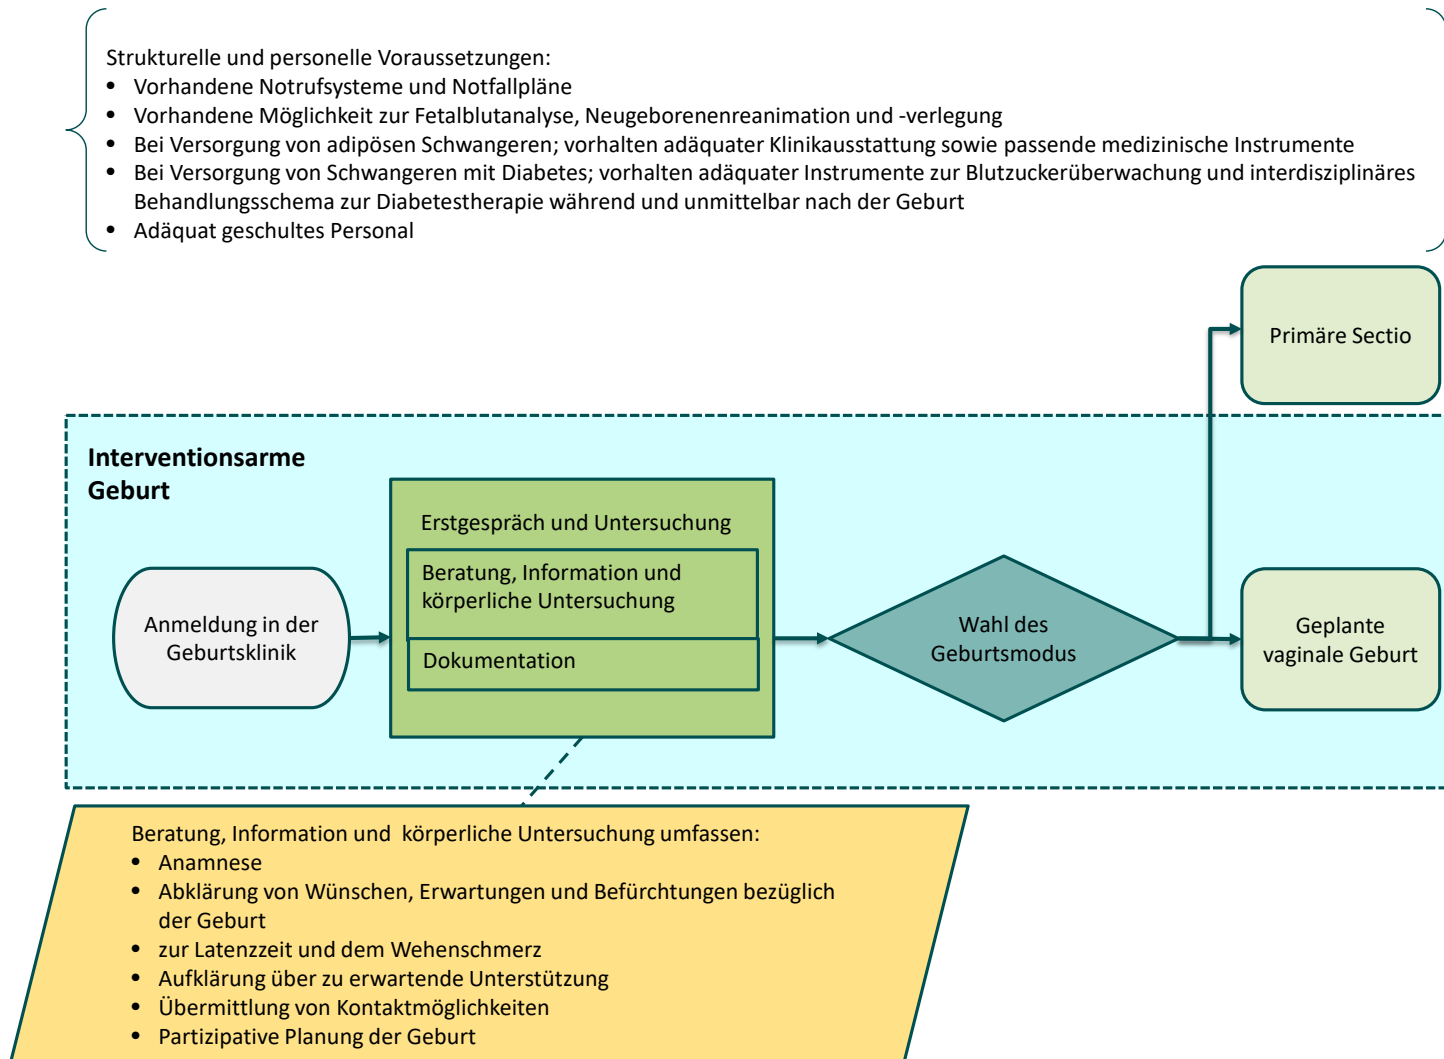 Strukturelle und personelle Voraussetzungen:
• Vorhandene Notrufsysteme und Notfallpläne
• Vorhandene Möglichkeit zur Fetalblutanalyse, Neugeborenenreanimation und -verlegung
• Bei Versorgung von adipösen Schwangeren; vorhalten adäquater Klinikausstattung sowie passende medizinische Instrumente
• Bei Versorgung von Schwangeren mit Diabetes; vorhalten adäquater Instrumente zur Blutzuckerüberwachung und interdisziplinäres
Behandlungsschema zur Diabetestherapie während und unmittelbar nach der Geburt
• Adäquat geschultes Personal
Primäre Sectio
Interventionsarme
Geburt
Anmeldung in der
Geburtsklinik
Erstgespräch und Untersuchung
Beratung, Information und
körperliche Untersuchung
Dokumentation
Wahl des
Geburtsmodus
Geplante
vaginale Geburt
Beratung, Information und körperliche Untersuchung umfassen:
• Anamnese
• Abklärung von Wünschen, Erwartungen und Befürchtungen bezüglich
der Geburt
• zur Latenzzeit und dem Wehenschmerz
• Aufklärung über zu erwartende Unterstützung
• Übermittlung von Kontaktmöglichkeiten
• Partizipative Planung der Geburt